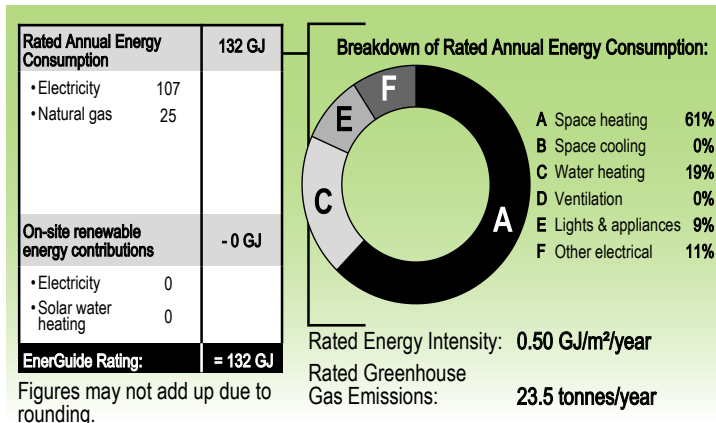 Rated Annual Energy
Consumption
132 GJ
• Electricity 107
• Natural gas 25
On-site renewable
energy contributions
- 0 GJ
• Electricity 0
• Solar water
heating
0
EnerGuide Rating: = 132 GJ
Figures may not add up due to
rounding.
Breakdown of Rated Annual Energy Consumption:
F
E
C
A
A Space heating 61%
B Space cooling 0%
C Water heating 19%
D Ventilation 0%
E Lights & appliances 9%
F Other electrical 11%
Rated Energy Intensity: 0.50 GJ/m²/year
Rated Greenhouse
Gas Emissions: 23.5 tonnes/year